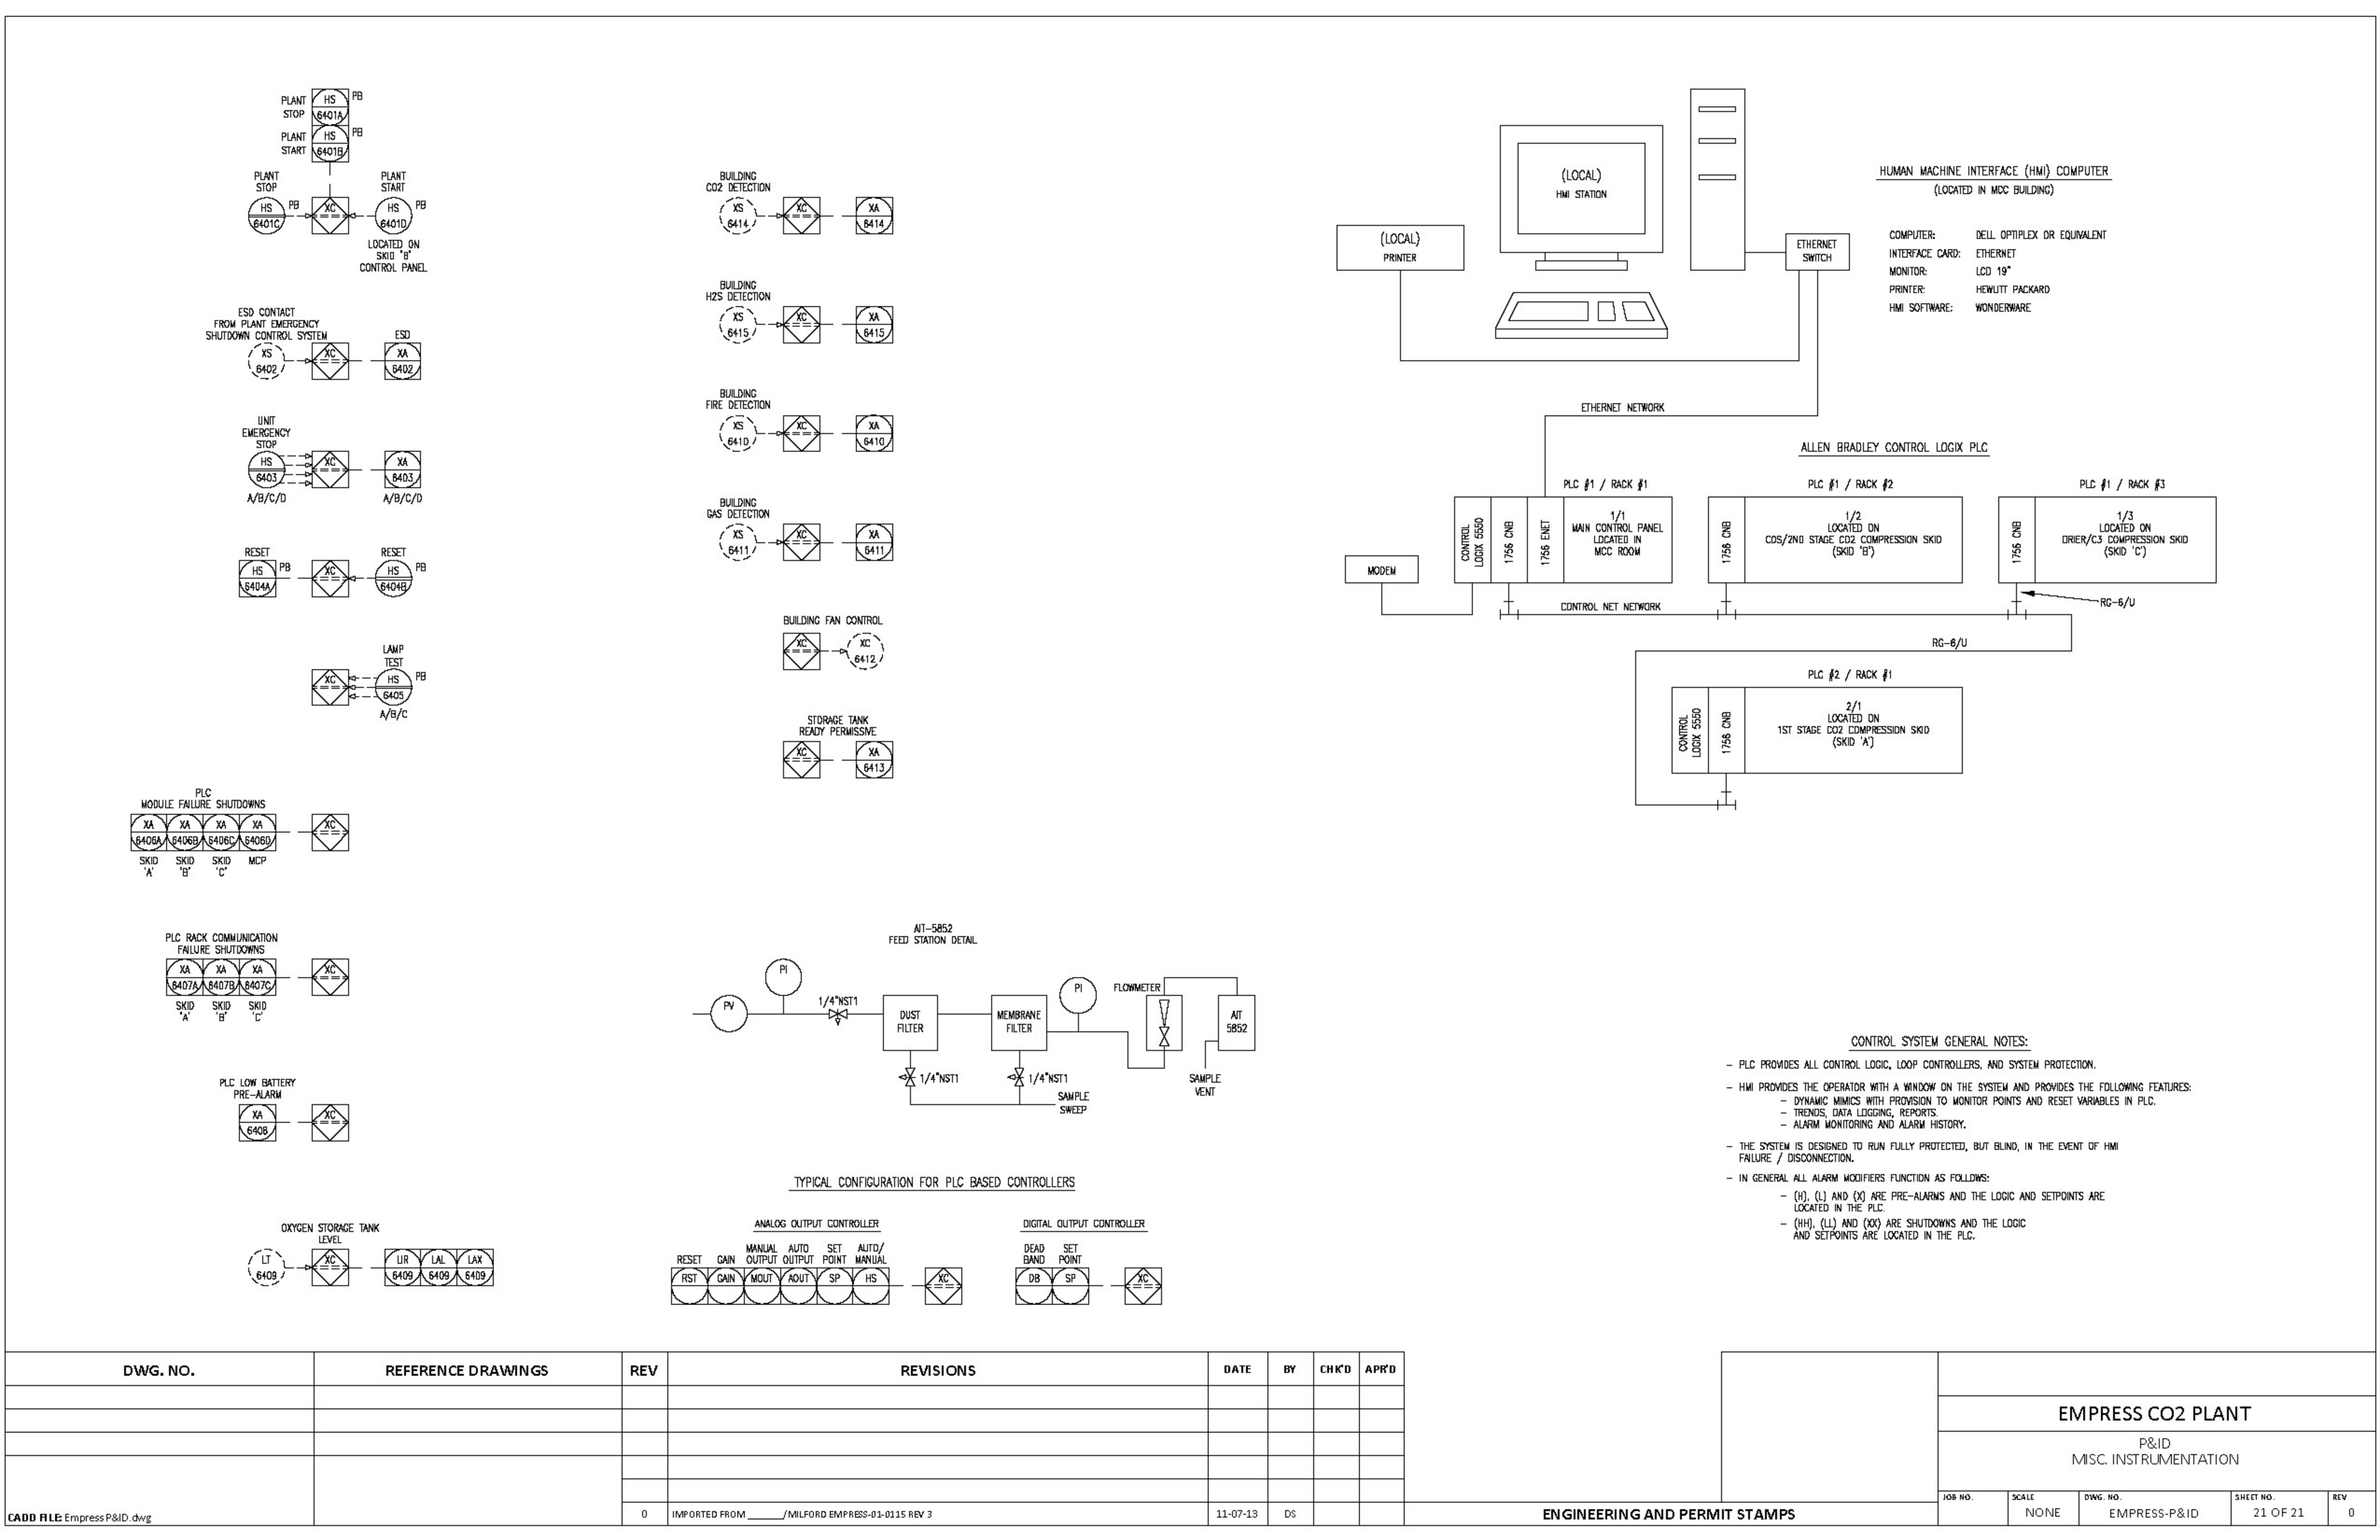 PLANT
STOP
HS
6401A
PB
PLANT
START
HS
6401B
PB
PLANT
STOP
HS
6401C
PB
XC
PLANT
START
HS
6401D
PB
LOCATED ON
SKID 'B'
CONTROL PANEL
ESD CONTACT
FROM PLANT EMERGENCY
SHUTDOWN CONTROL SYSTEM
XS
6402
XC
ESD
XA
6402
UNIT
EMERGENCY
STOP
HS
6403
A/B/C/D
XC
XA
6403
A/B/C/D
RESET
HS
6404A
PB
XC
RESET
HS
6404B
PB
LAMP
TEST
XC
HS
6405
PB
A/B/C
PLC
MODULE FAILURE SHUTDOWNS
XA XA XA XA
6406A 6406B 6406C 6406D
XC
SKID SKID SKID MCP
'A' 'B' 'C'
PLC RACK COMMUNICATION
FAILURE SHUTDOWNS
XA XA XA
6407A 6407B 6407C
XC
SKID SKID SKID
'A' 'B' 'C'
PLC LOW BATTERY
PRE-ALARM
XA
6408
XC
OXYGEN STORAGE TANK
LEVEL
LT
6409
XC
LIR LAL LAX
6409 6409 6409
BUILDING
CO2 DETECTION
XS
6414
XC
XA
6414
BUILDING
H2S DETECTION
XS
6415
XC
XA
6415
BUILDING
FIRE DETECTION
XS
6410
XC
XA
6410
BUILDING
GAS DETECTION
XS
6411
XC
XA
6411
BUILDING FAN CONTROL
XC
XC
6412
STORAGE TANK
READY PERMISSIVE
XC
XA
6413
AIT-5852
FEED STATION DETAIL
PV
PI
1/4"NST1
DUST
FILTER
MEMBRANE
FILTER
PI
FLOWMETER
AIT
5852
1/4"NST1
1/4"NST1
SAMPLE
SWEEP
SAMPLE
VENT
TYPICAL CONFIGURATION FOR PLC BASED CONTROLLERS
ANALOG OUTPUT CONTROLLER
MANUAL AUTO SET AUTO/
RESET GAIN OUTPUT OUTPUT POINT MANUAL
RST GAIN MOUT AOUT SP HS
XC
DIGITAL OUTPUT CONTROLLER
DEAD SET
BAND POINT
DB SP
XC
(LOCAL)
HMI STATION
(LOCAL)
PRINTER
ETHERNET
SWITCH
HUMAN MACHINE INTERFACE (HMI) COMPUTER
(LOCATED IN MCC BUILDING)
COMPUTER: DELL OPTIPLEX OR EQUIVALENT
INTERFACE CARD: ETHERNET
MONITOR: LCD 19"
PRINTER: HEWLITT PACKARD
HMI SOFTWARE: WONDERWARE
ETHERNET NETWORK
ALLEN BRADLEY CONTROL LOGIX PLC
PLC #1 / RACK #1
CONTROL
LOGIX 5550
1756 CNB
1756 ENET
1/1
MAIN CONTROL PANEL
LOCATED IN
MCC ROOM
PLC #1 / RACK #2
1756 CNB
1/2
LOCATED ON
COS/2ND STAGE CO2 COMPRESSION SKID
(SKID 'B')
PLC #1 / RACK #3
1756 CNB
1/3
LOCATED ON
DRIER/C3 COMPRESSION SKID
(SKID 'C')
MODEM
CONTROL NET NETWORK
RG-6/U
RG-6/U
PLC #2 / RACK #1
CONTROL
LOGIX 5550
1756 CNB
2/1
LOCATED ON
1ST STAGE CO2 COMPRESSION SKID
(SKID 'A')
CONTROL SYSTEM GENERAL NOTES:
- PLC PROVIDES ALL CONTROL LOGIC, LOOP CONTROLLERS, AND SYSTEM PROTECTION.
- HMI PROVIDES THE OPERATOR WITH A WINDOW ON THE SYSTEM AND PROVIDES THE FOLLOWING FEATURES:
- DYNAMIC MIMICS WITH PROVISION TO MONITOR POINTS AND RESET VARIABLES IN PLC.
- TRENDS, DATA LOGGING, REPORTS.
- ALARM MONITORING AND ALARM HISTORY.
- THE SYSTEM IS DESIGNED TO RUN FULLY PROTECTED, BUT BLIND, IN THE EVENT OF HMI
FAILURE / DISCONNECTION.
- IN GENERAL ALL ALARM MODIFIERS FUNCTION AS FOLLOWS:
- (H), (L) AND (X) ARE PRE-ALARMS AND THE LOGIC AND SETPOINTS ARE
LOCATED IN THE PLC.
- (HH), (LL) AND (XX) ARE SHUTDOWNS AND THE LOGIC
AND SETPOINTS ARE LOCATED IN THE PLC.
DWG. NO. REFERENCE DRAWINGS REV REVISIONS DATE BY CHK'D APR'D
0 IMPORTED FROM ______/MILFORD EMPRESS-01-0115 REV 3 11-07-13 DS
CADD FILE: Empress P&ID.dwg
ENGINEERING AND PERMIT STAMPS
EMPRESS CO2 PLANT
P&ID
MISC. INSTRUMENTATION
JOB NO. SCALE DWG. NO. SHEET NO. REV
NONE EMPRESS-P&ID 21 OF 21 0